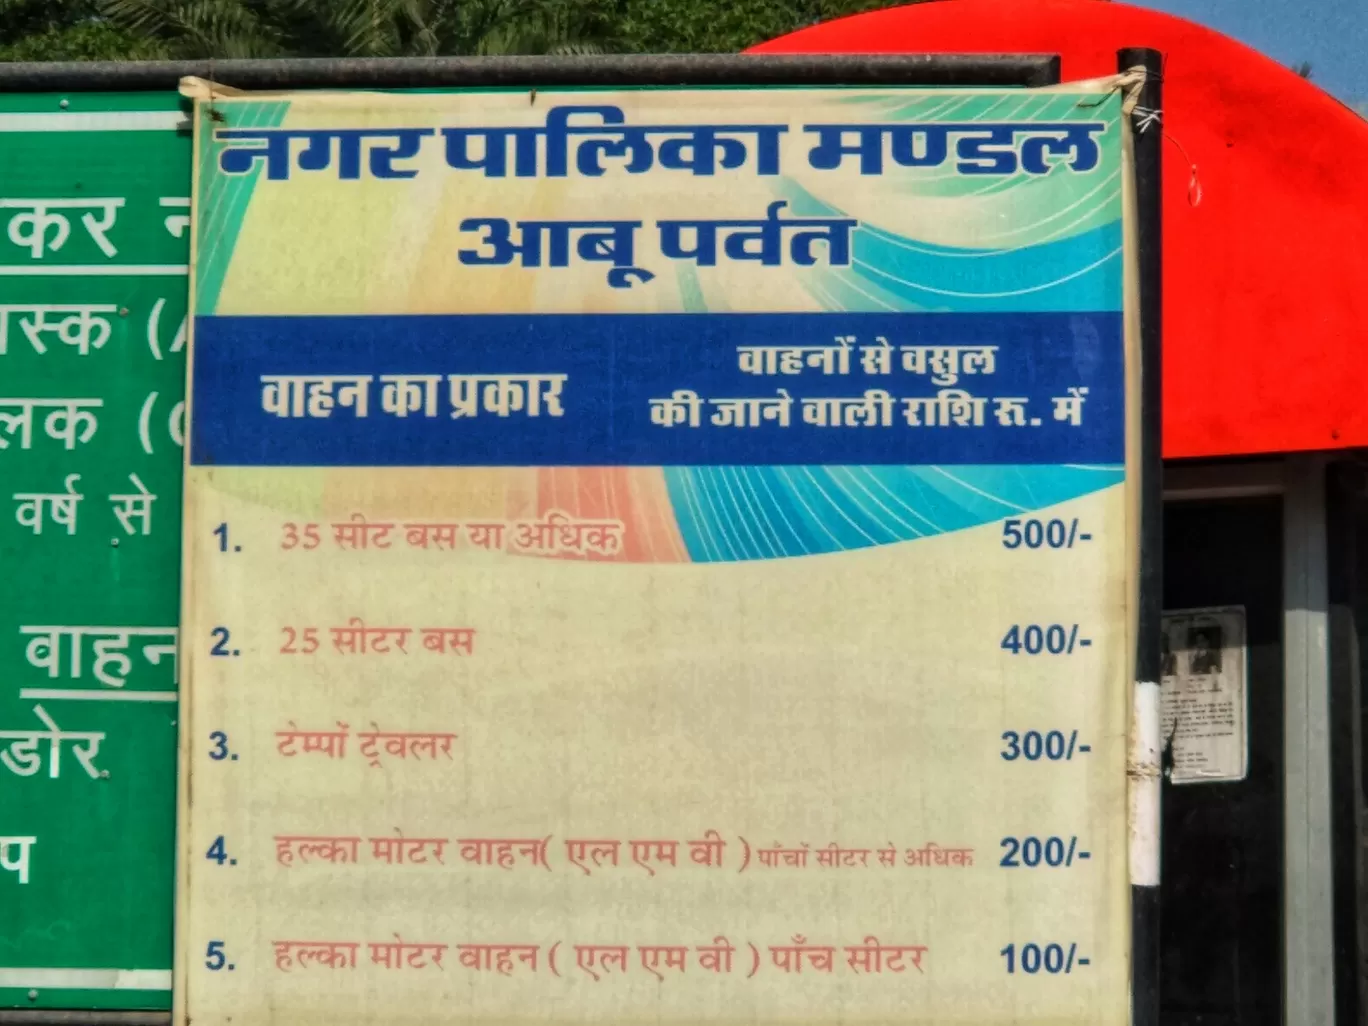 नगर पालिका मण्डल
आबू पर्वत
वाहन का प्रकार
वाहनों से वसुल
की जाने वाली राशि रू. में
1. 35 सीट बस या अधिक 500/-
2. 25 सीटर बस 400/-
3. टेम्पों ट्रेवलर 300/-
4. हल्का मोटर वाहन( एल एम वी ) पाँचों सीटर से अधिक 200/-
5. हल्का मोटर वाहन ( एल एम वी ) पाँच सीटर 100/-
कर
वर्ष से
वाहन